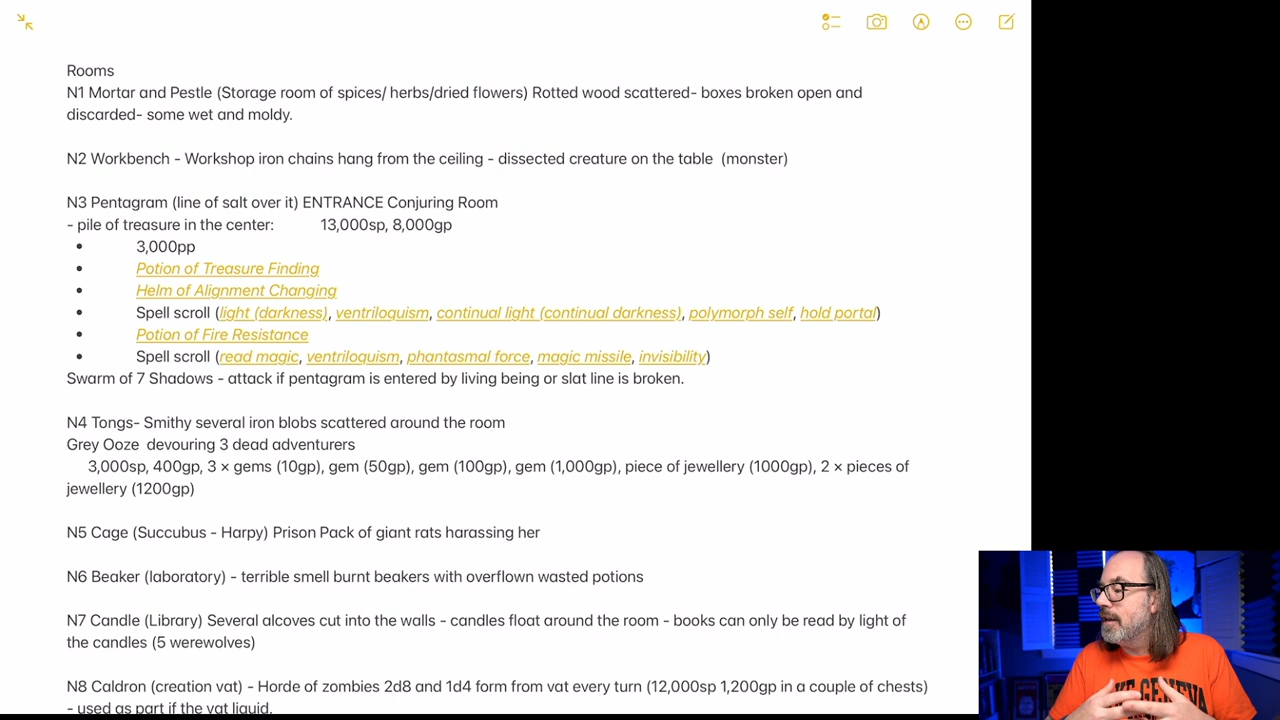 Rooms
N1 Mortar and Pestle (Storage room of spices/ herbs/dried flowers) Rotted wood scattered- boxes broken open and
discarded- some wet and moldy.
N2 Workbench - Workshop iron chains hang from the ceiling - dissected creature on the table  (monster)
N3 Pentagram (line of salt over it) ENTRANCE Conjuring Room
- pile of treasure in the center: 13,000sp, 8,000gp
• 3,000pp
• Potion of Treasure Finding
• Helm of Alignment Changing
• Spell scroll (light (darkness), ventriloquism, continual light (continual darkness), polymorph self, hold portal)
• Potion of Fire Resistance
• Spell scroll (read magic, ventriloquism, phantasmal force, magic missile, invisibility)
Swarm of 7 Shadows - attack if pentagram is entered by living being or slat line is broken.
N4 Tongs- Smithy several iron blobs scattered around the room
Grey Ooze  devouring 3 dead adventurers
3,000sp, 400gp, 3 × gems (10gp), gem (50gp), gem (100gp), gem (1,000gp), piece of jewellery (1000gp), 2 × pieces of
jewellery (1200gp)
N5 Cage (Succubus - Harpy) Prison Pack of giant rats harassing her
N6 Beaker (laboratory) - terrible smell burnt beakers with overflown wasted potions
N7 Candle (Library) Several alcoves cut into the walls - candles float around the room - books can only be read by light of
the candles (5 werewolves)
N8 Caldron (creation vat) - Horde of zombies 2d8 and 1d4 form from vat every turn (12,000sp 1,200gp in a couple of chests)
- used as part if the vat liquid.
GENEVA